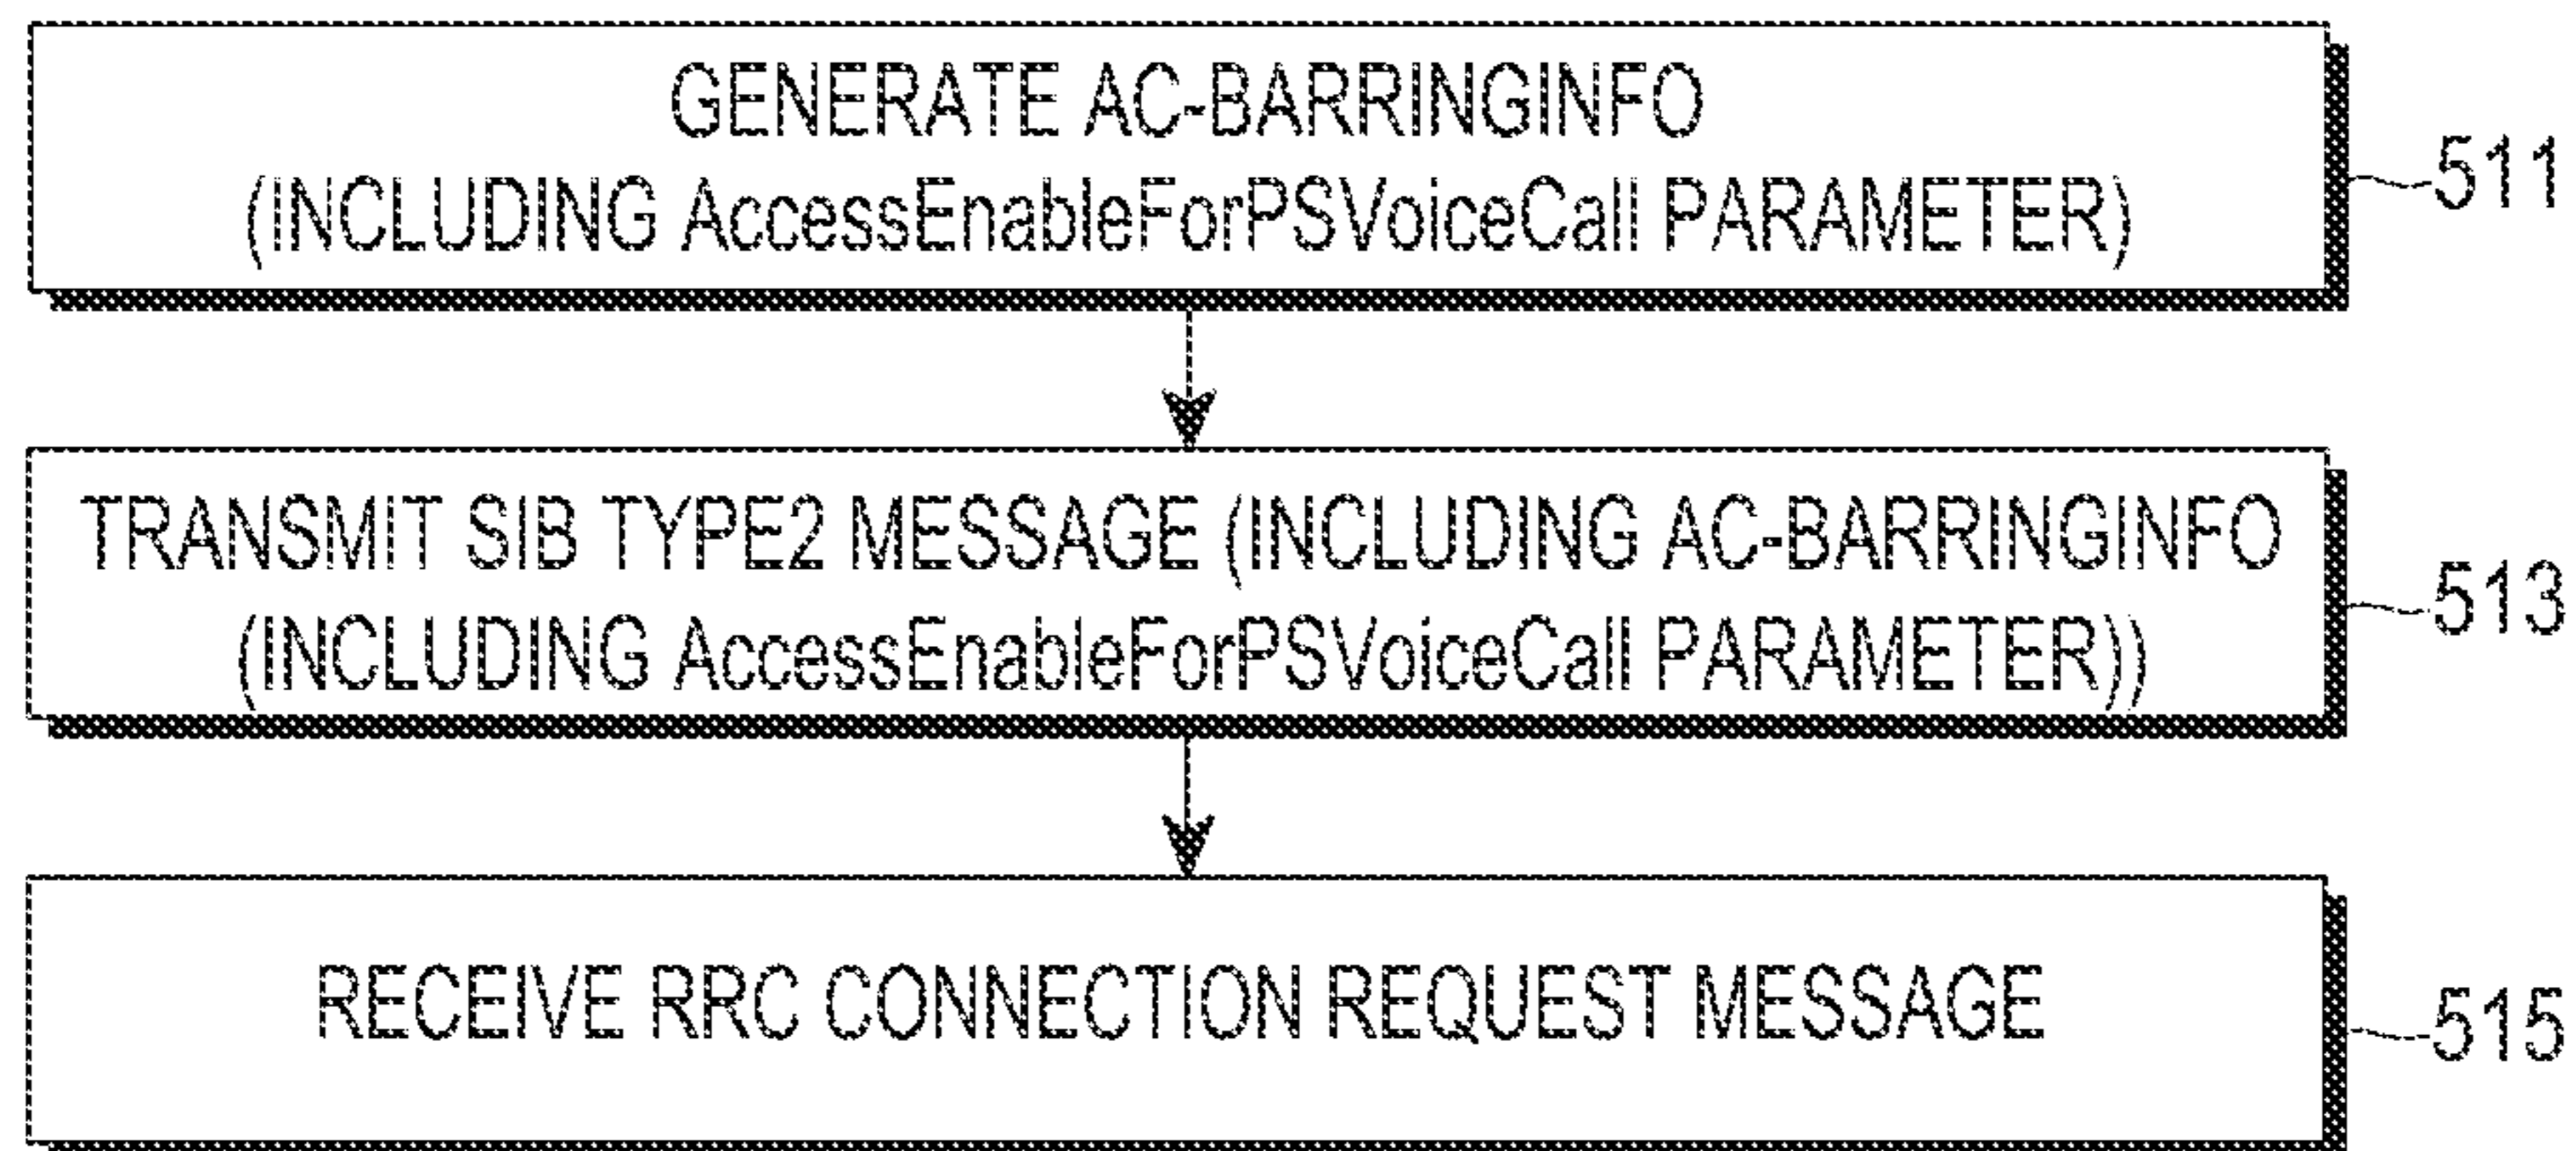 GENERATE AC-BARRINGINFO
(INCLUDING AccessEnableForPSVoiceCall PARAMETER)
511
TRANSMIT SIB TYPE2 MESSAGE (INCLUDING AC-BARRINGINFO
(INCLUDING AccessEnableForPSVoiceCall PARAMETER))
513
RECEIVE RRC CONNECTION REQUEST MESSAGE
515